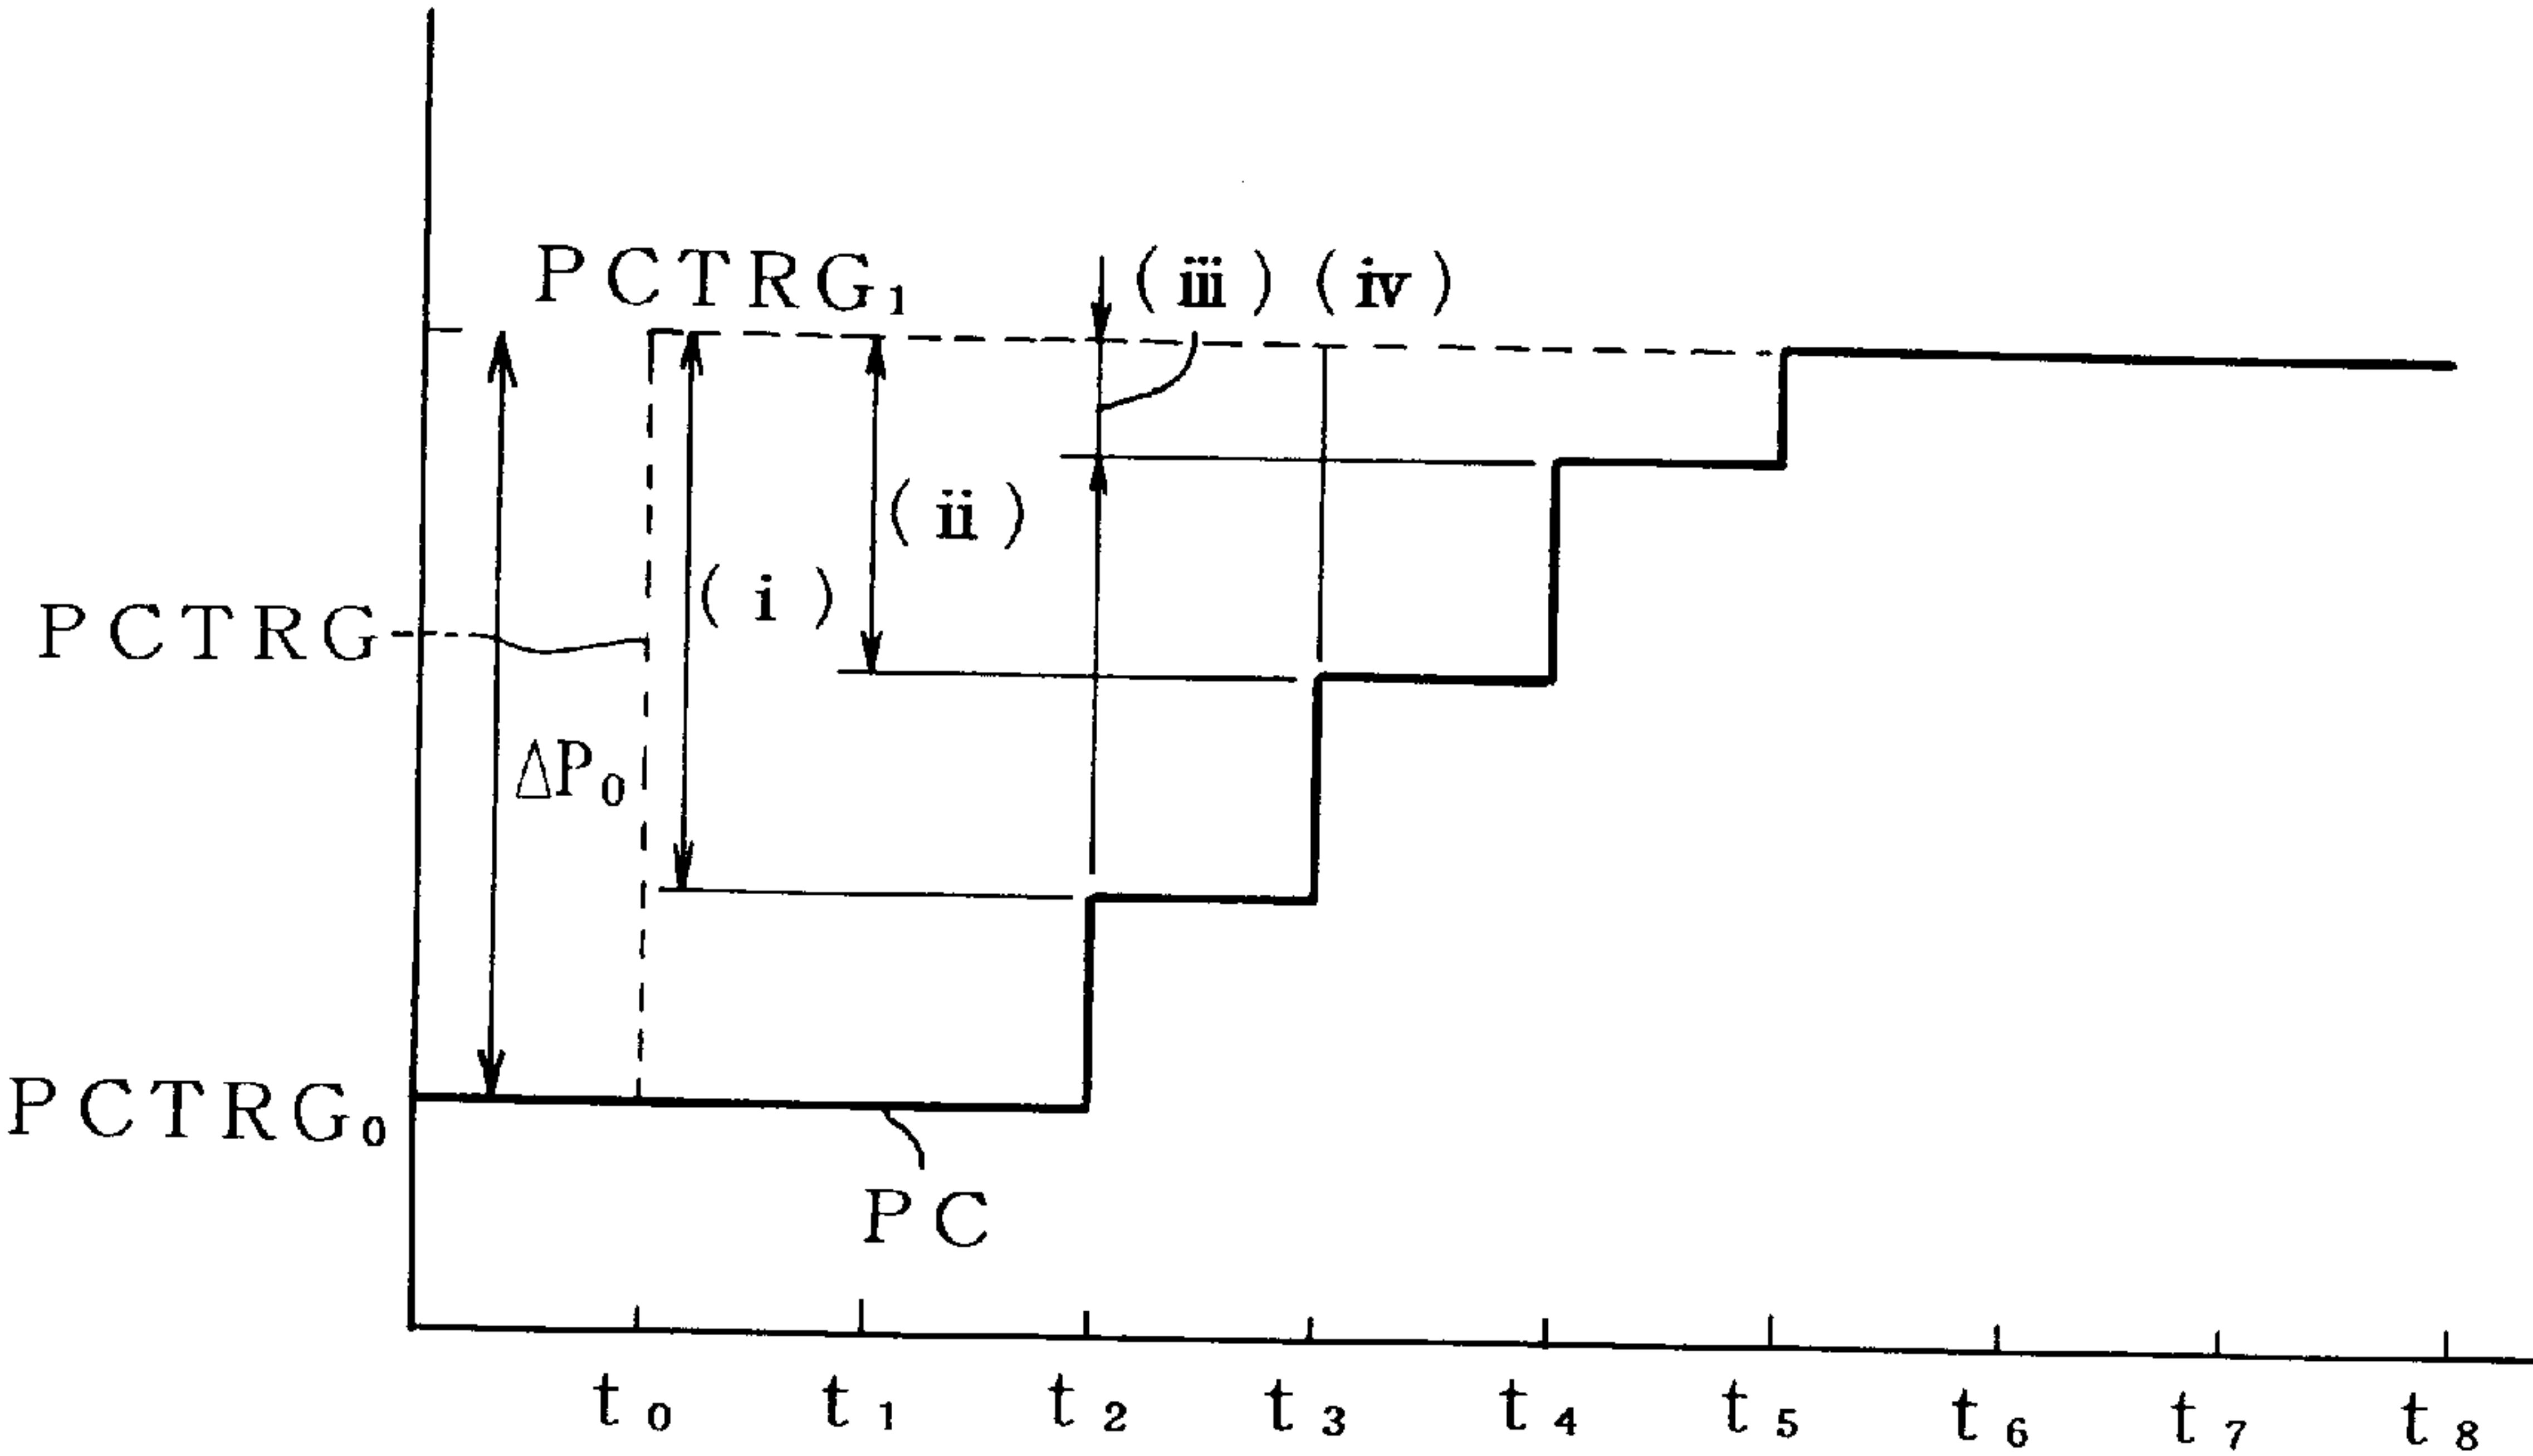 PCTRG₁
(iii) (iv)
(ii)
(i)
PCTRG
ΔP₀
PCTRG₀
PC
t₀ t₁ t₂ t₃ t₄ t₅ t₆ t₇ t₈